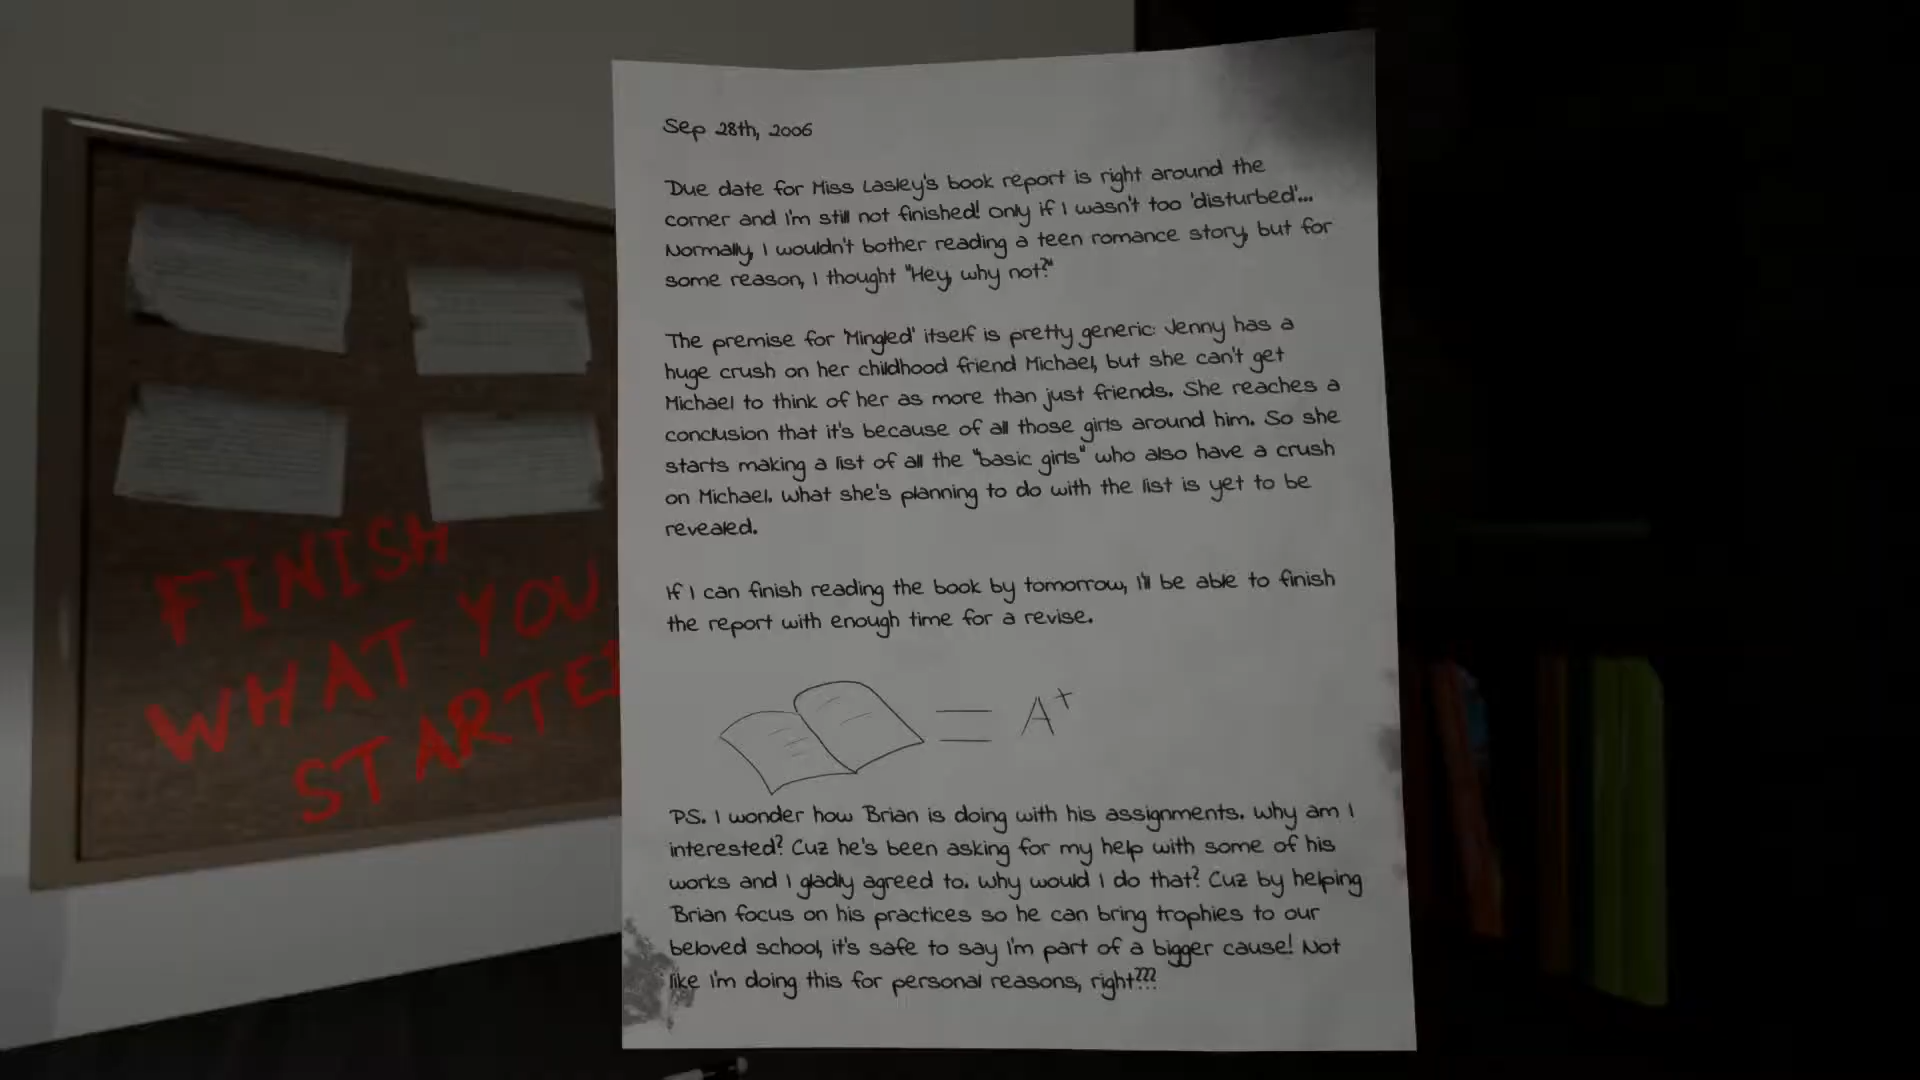 FINISH
WHAT YOU
STARTE
Sep 28th, 2006
Due date for Miss Lasley's book report is right around the
corner and I'm still not finished! Only if I wasn't too 'disturbed'...
Normally, I wouldn't bother reading a teen romance story, but for
some reason, I thought "Hey, why not?"
The premise for 'Mingled' itself is pretty generic: Jenny has a
huge crush on her childhood friend Michael, but she can't get
Michael to think of her as more than just friends. She reaches a
conclusion that it's because of all those girls around him. So she
starts making a list of all the "basic girls" who also have a crush
on Michael. What she's planning to do with the list is yet to be
revealed.
If I can finish reading the book by tomorrow, I'll be able to finish
the report with enough time for a revise.
= A+
PS. I wonder how Brian is doing with his assignments. Why am I
interested? Cuz he's been asking for my help with some of his
works and I gladly agreed to. Why would I do that? Cuz by helping
Brian focus on his practices so he can bring trophies to our
beloved school, it's safe to say I'm part of a bigger cause! Not
like I'm doing this for personal reasons, right???